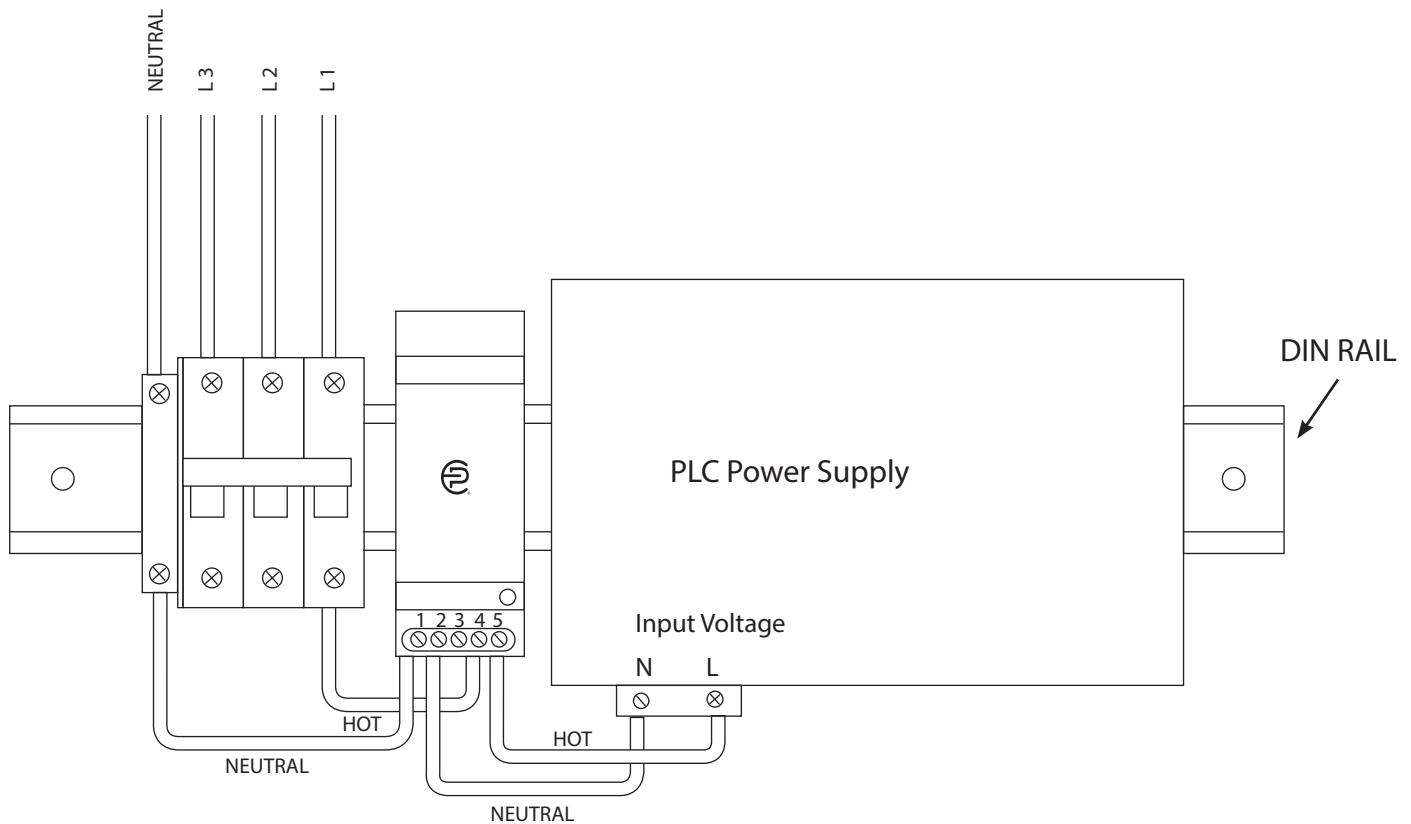 NEUTRAL
L 3
L 2
L 1
DIN RAIL
PLC Power Supply
1 2 3 4 5
Input Voltage
N L
HOT
NEUTRAL
HOT
NEUTRAL